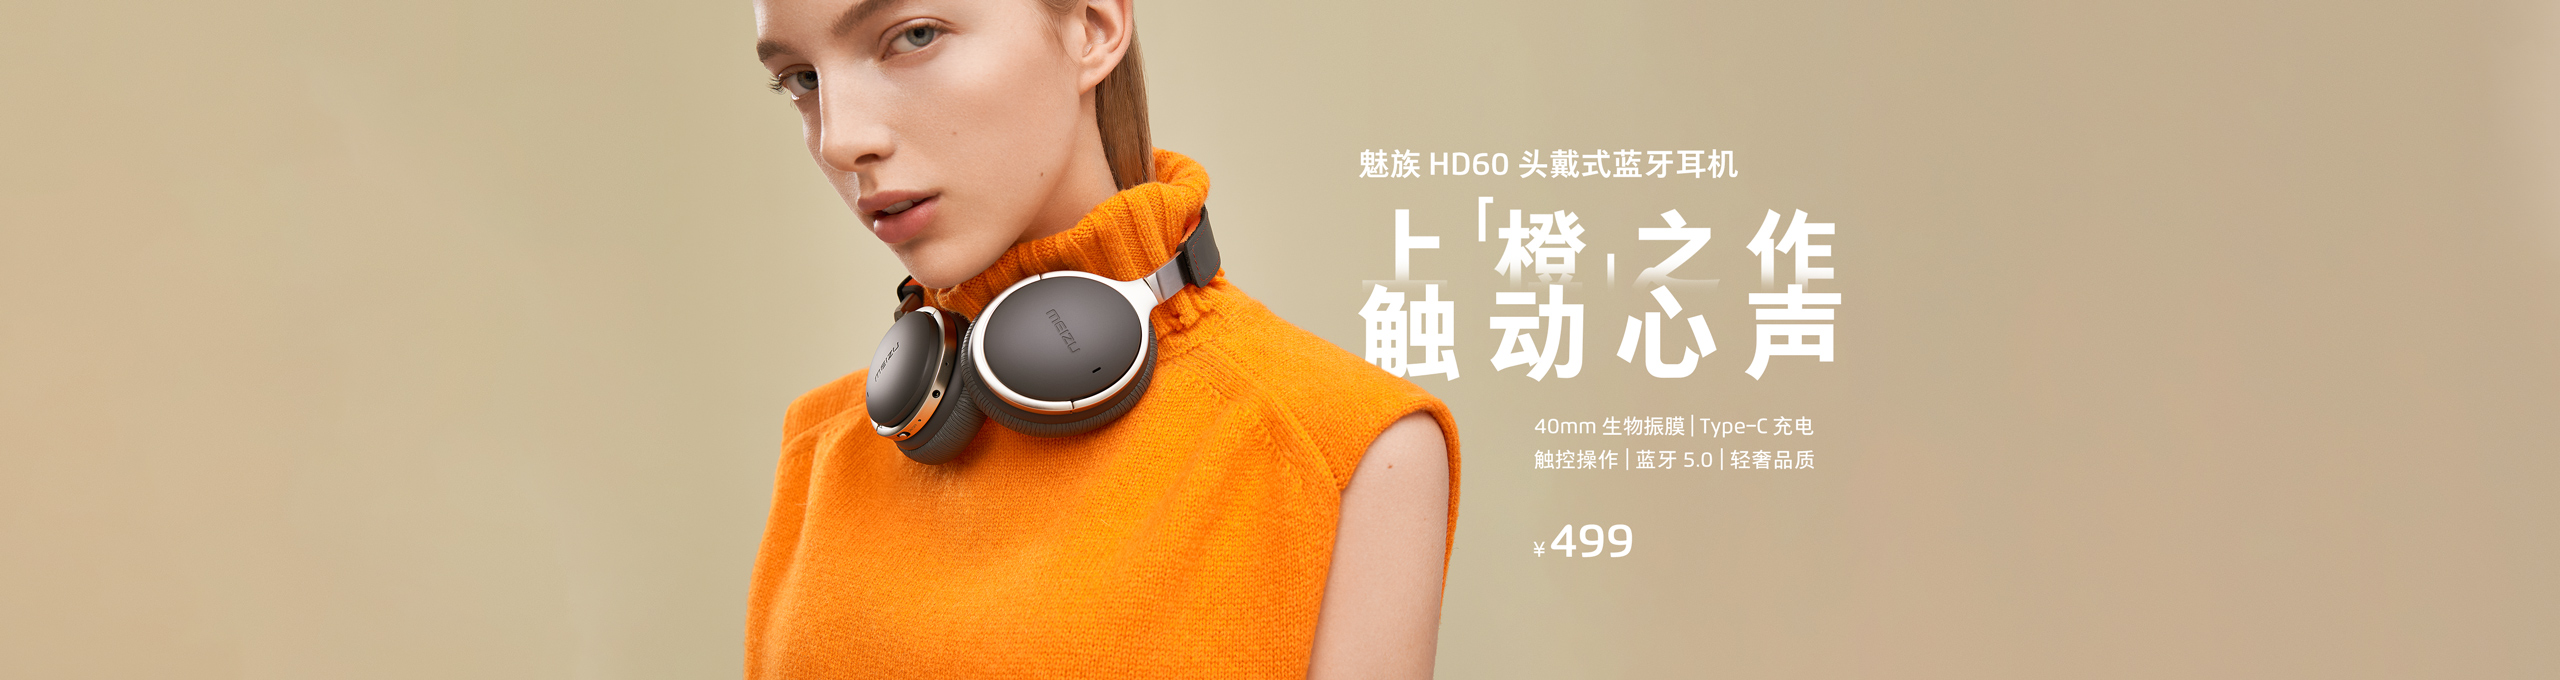 魅族 HD60 头戴式蓝牙耳机
上「橙」之作
触动心声
40mm 生物振膜 | Type-C 充电
触控操作 | 蓝牙 5.0 | 轻奢品质
¥499
MEIZU
MEIZU